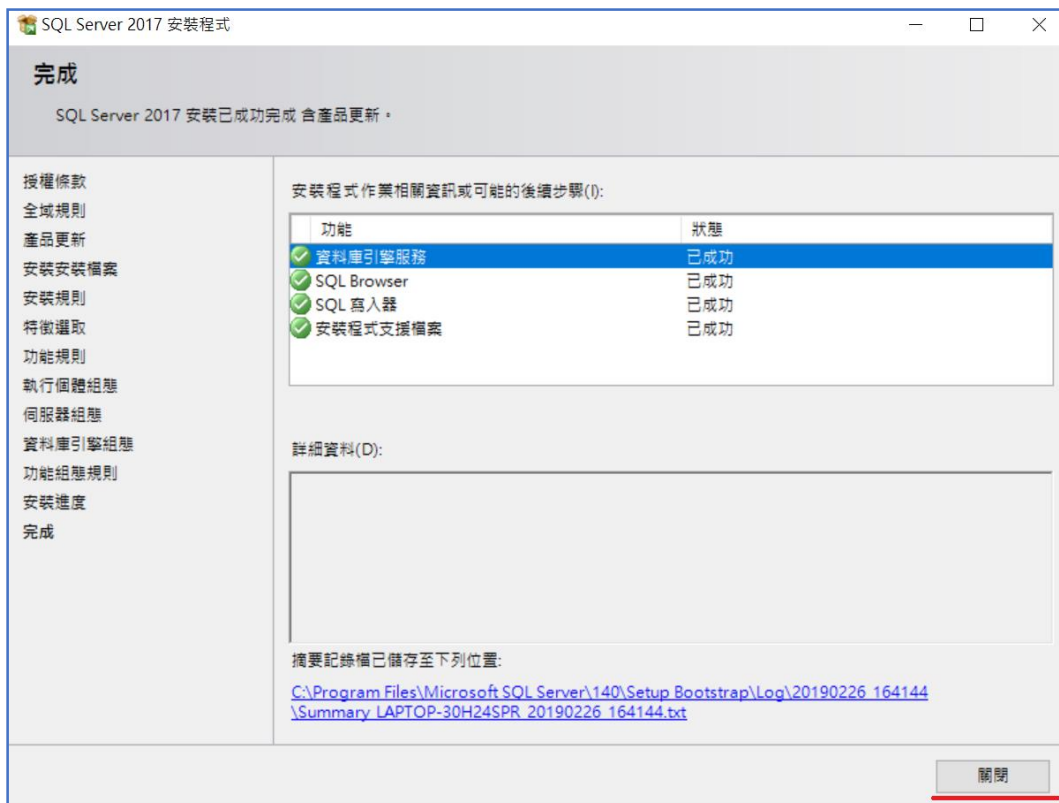 SQL Server 2017 安裝程式
完成
SQL Server 2017 安裝已成功完成 含產品更新。
授權條款
全域規則
產品更新
安裝安裝檔案
安裝規則
特徵選取
功能規則
執行個體組態
伺服器組態
資料庫引擎組態
功能組態規則
安裝進度
完成
安裝程式作業相關資訊或可能的後續步驟(I):
功能 狀態
資料庫引擎服務 已成功
SQL Browser 已成功
SQL 寫入器 已成功
安裝程式支援檔案 已成功
詳細資料(D):
摘要記錄檔已儲存至下列位置:
C:\Program Files\Microsoft SQL Server\140\Setup Bootstrap\Log\20190226_164144
\Summary_LAPTOP-30H24SPR_20190226_164144.txt
關閉